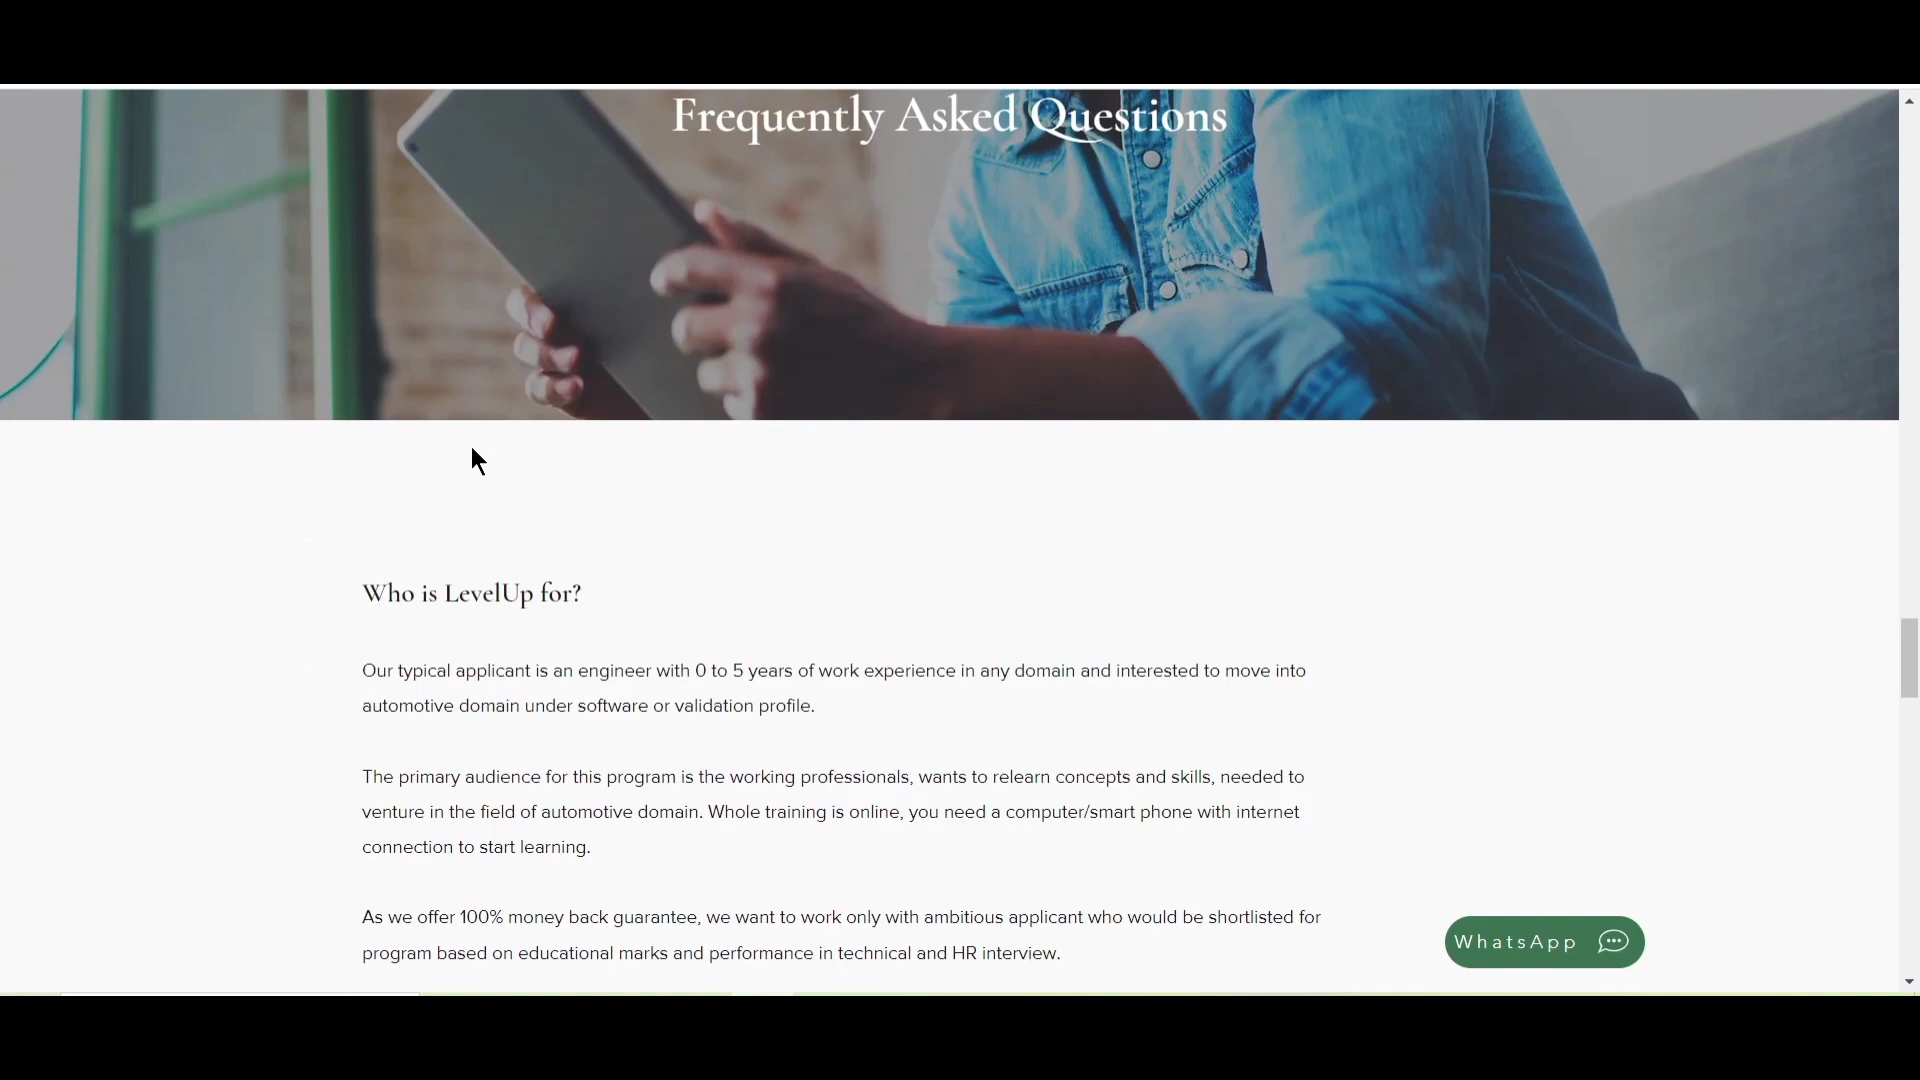 Frequently Asked Questions
Who is LevelUp for?
Our typical applicant is an engineer with 0 to 5 years of work experience in any domain and interested to move into
automotive domain under software or validation profile.
The primary audience for this program is the working professionals, wants to relearn concepts and skills, needed to
venture in the field of automotive domain. Whole training is online, you need a computer/smart phone with internet
connection to start learning.
As we offer 100% money back guarantee, we want to work only with ambitious applicant who would be shortlisted for
program based on educational marks and performance in technical and HR interview.
WhatsApp